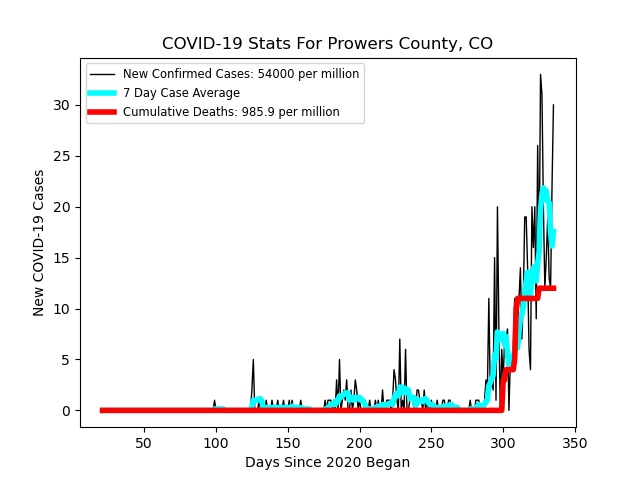 COVID-19 Stats For Prowers County, CO
New Confirmed Cases: 54000 per million
7 Day Case Average
Cumulative Deaths: 985.9 per million
New COVID-19 Cases
30
25
20
15
10
5
0
50
100
150
200
250
300
350
Days Since 2020 Began